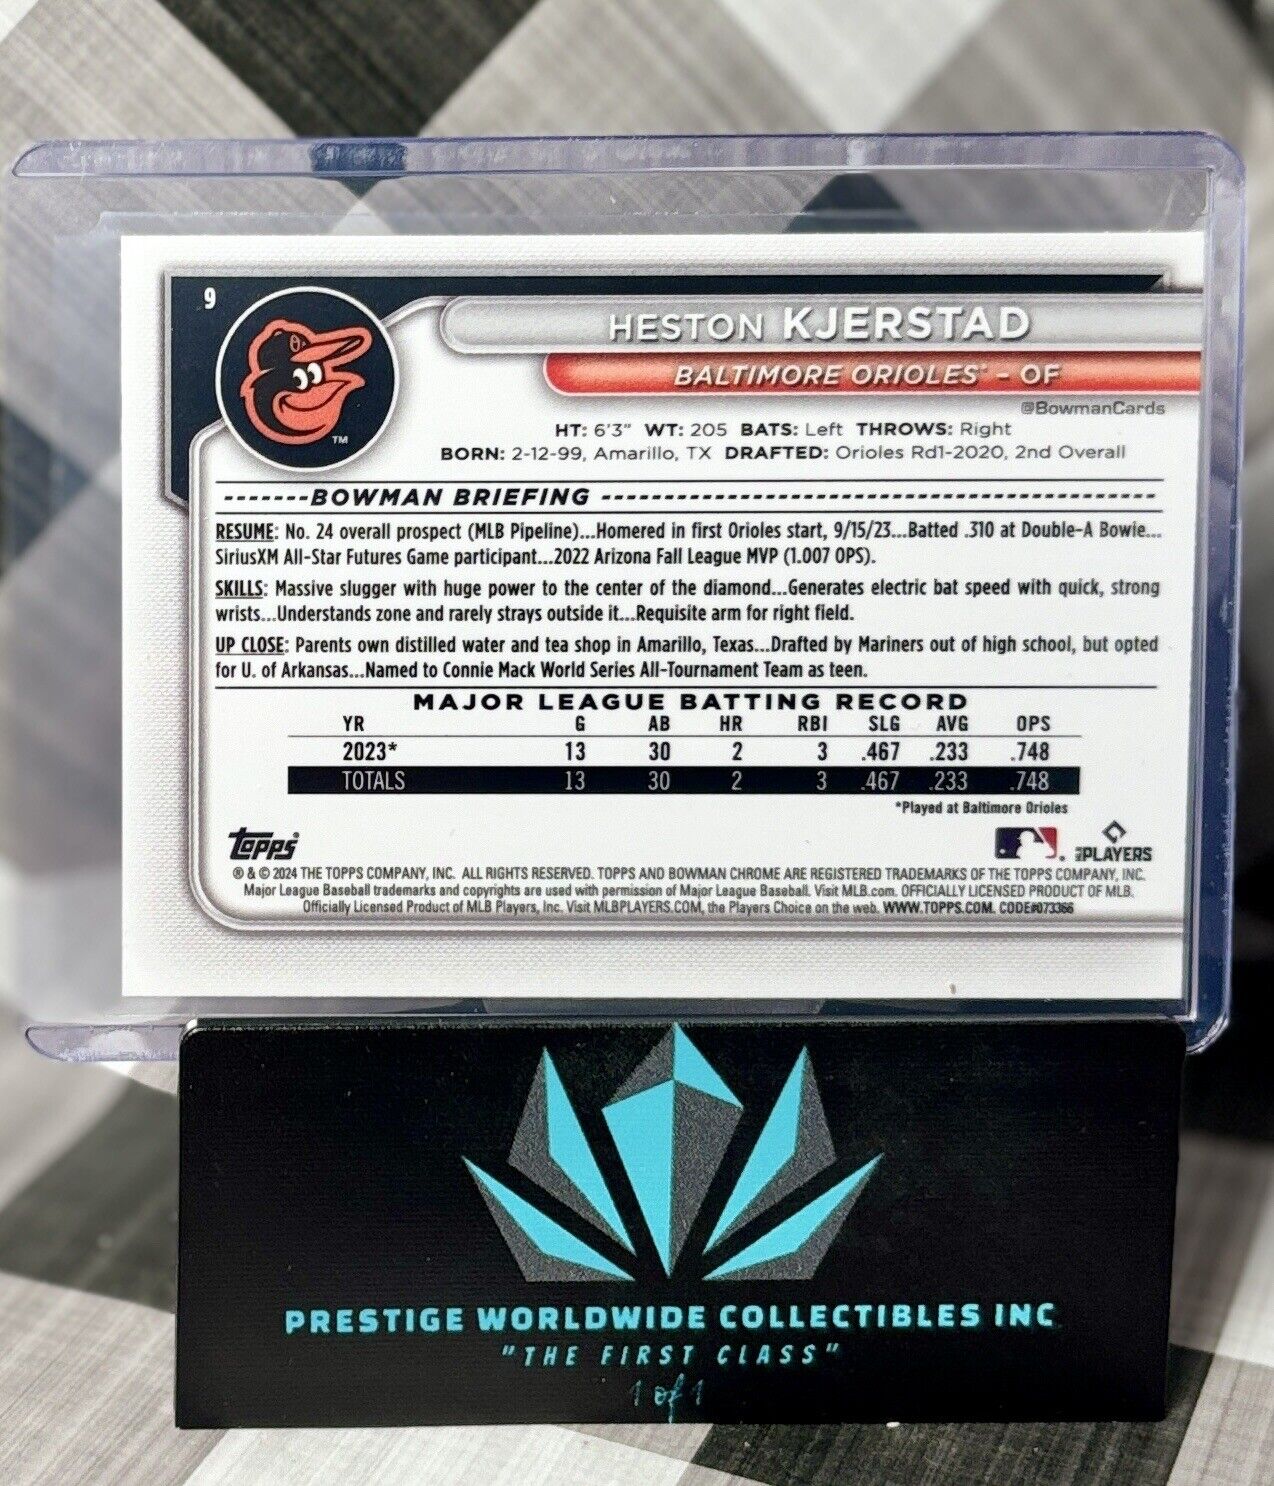 9
HESTON KJERSTAD
BALTIMORE ORIOLES™ - OF
@BowmanCards
TM
HT: 6'3" WT: 205 BATS: Left THROWS: Right
BORN: 2-12-99, Amarillo, TX DRAFTED: Orioles Rd1-2020, 2nd Overall
-------BOWMAN BRIEFING ----------------------------------------
RESUME: No. 24 overall prospect (MLB Pipeline)...Homered in first Orioles start, 9/15/23...Batted .310 at Double-A Bowie...
SiriusXM All-Star Futures Game participant...2022 Arizona Fall League MVP (1.007 OPS).
SKILLS: Massive slugger with huge power to the center of the diamond...Generates electric bat speed with quick, strong
wrists...Understands zone and rarely strays outside it...Requisite arm for right field.
UP CLOSE: Parents own distilled water and tea shop in Amarillo, Texas...Drafted by Mariners out of high school, but opted
for U. of Arkansas...Named to Connie Mack World Series All-Tournament Team as teen.
MAJOR LEAGUE BATTING RECORD
YR G AB HR RBI SLG AVG OPS
2023* 13 30 2 3 .467 .233 .748
TOTALS 13 30 2 3 .467 .233 .748
*Played at Baltimore Orioles
Topps
PLAYERS
® & © 2024 THE TOPPS COMPANY, INC. ALL RIGHTS RESERVED. TOPPS AND BOWMAN CHROME ARE REGISTERED TRADEMARKS OF THE TOPPS COMPANY, INC.
Major League Baseball trademarks and copyrights are used with permission of Major League Baseball. Visit MLB.com. OFFICIALLY LICENSED PRODUCT OF MLB.
Officially Licensed Product of MLB Players, Inc. Visit MLBPLAYERS.COM, the Players Choice on the web. WWW.TOPPS.COM. CODE#073366
PRESTIGE WORLDWIDE COLLECTIBLES INC
"THE FIRST CLASS"
1 of 1